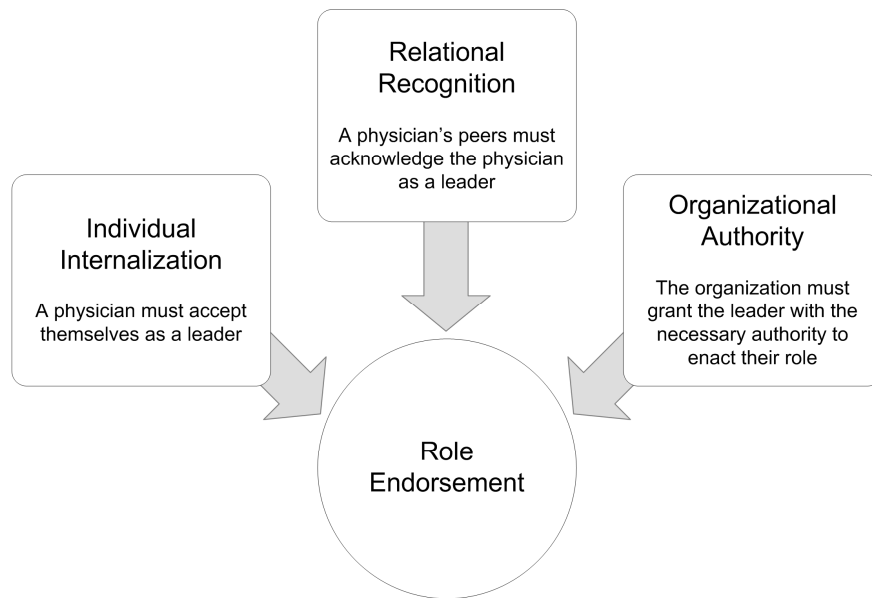 Relational
Recognition
A physician's peers must
acknowledge the physician
as a leader
Individual
Internalization
A physician must accept
themselves as a leader
Organizational
Authority
The organization must
grant the leader with the
necessary authority to
enact their role
Role
Endorsement